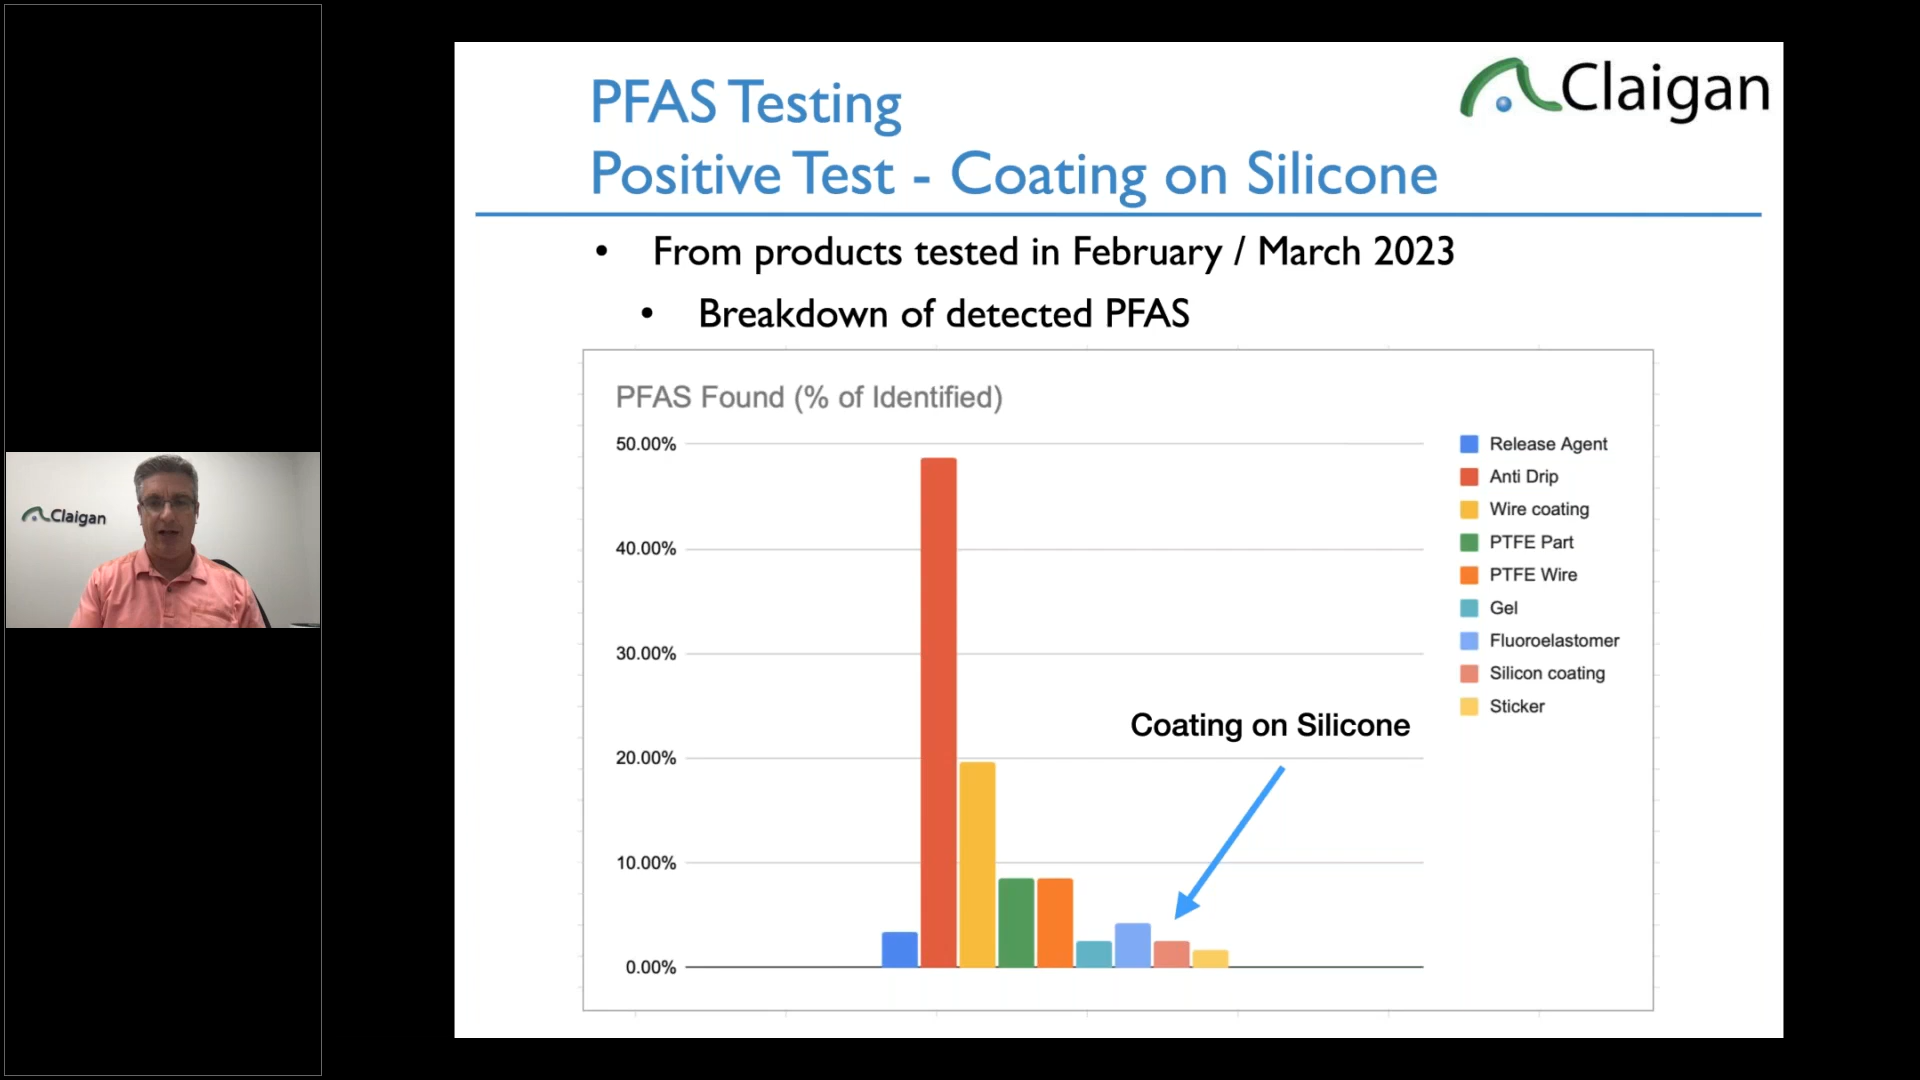 Claigan
PFAS Testing
Positive Test - Coating on Silicone
Claigan
• From products tested in February / March 2023
• Breakdown of detected PFAS
PFAS Found (% of Identified)
50.00%
40.00%
30.00%
20.00%
10.00%
0.00%
Coating on Silicone
Release Agent
Anti Drip
Wire coating
PTFE Part
PTFE Wire
Gel
Fluoroelastomer
Silicon coating
Sticker